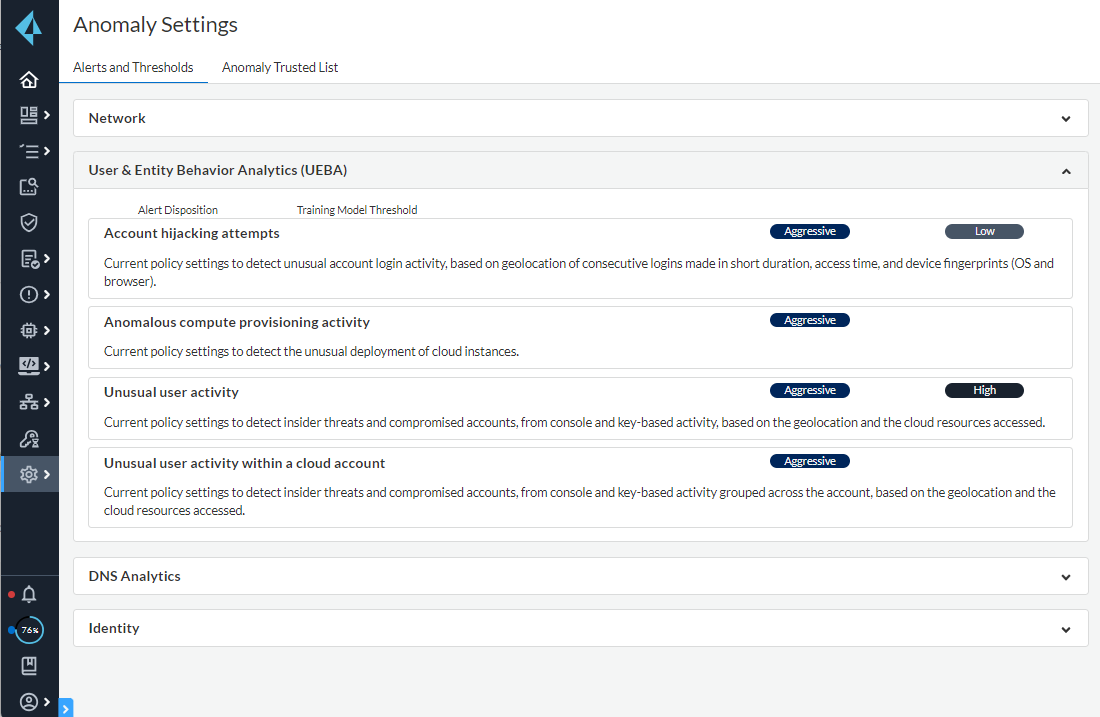 Anomaly Settings
Alerts and Thresholds
Anomaly Trusted List
Network
User & Entity Behavior Analytics (UEBA)
Alert Disposition
Training Model Threshold
Account hijacking attempts
Aggressive
Low
Current policy settings to detect unusual account login activity, based on geolocation of consecutive logins made in short duration, access time, and device fingerprints (OS and
browser).
Anomalous compute provisioning activity
Aggressive
Current policy settings to detect the unusual deployment of cloud instances.
Unusual user activity
Aggressive
High
Current policy settings to detect insider threats and compromised accounts, from console and key-based activity, based on the geolocation and the cloud resources accessed.
Unusual user activity within a cloud account
Aggressive
Current policy settings to detect insider threats and compromised accounts, from console and key-based activity grouped across the account, based on the geolocation and the
cloud resources accessed.
DNS Analytics
Identity
76%